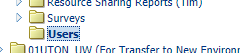 Resource Sharing Reports (Tim)
Surveys
Users
01UTON_UW (For Transfer to New Environ